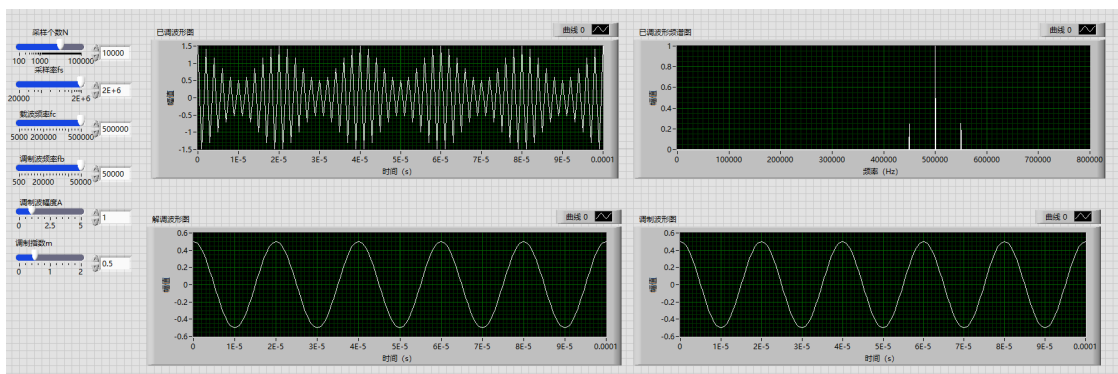 采样个数N
100 1000 100000
10000
采样率fs
20000 2E+6
2E+6
载波频率fc
5000 200000 500000
500000
调制波频率fb
500 20000 50000
50000
调制波幅度A
0 2.5 5
1
调制指数m
0 1 2
0.5
已调波形图
曲线 0
幅值
1.5
1
0.5
0
-0.5
-1
-1.5
0 1E-5 2E-5 3E-5 4E-5 5E-5 6E-5 7E-5 8E-5 9E-5 0.0001
时间（s）
已调波形频谱图
曲线 0
幅值
1
0.8
0.6
0.4
0.2
0
0 100000 200000 300000 400000 500000 600000 700000 800000
频率（Hz）
解调波形图
曲线 0
幅值
0.6
0.4
0.2
0
-0.2
-0.4
-0.6
0 1E-5 2E-5 3E-5 4E-5 5E-5 6E-5 7E-5 8E-5 9E-5 0.0001
时间（s）
调制波形图
曲线 0
幅值
0.6
0.4
0.2
0
-0.2
-0.4
-0.6
0 1E-5 2E-5 3E-5 4E-5 5E-5 6E-5 7E-5 8E-5 9E-5 0.0001
时间（s）